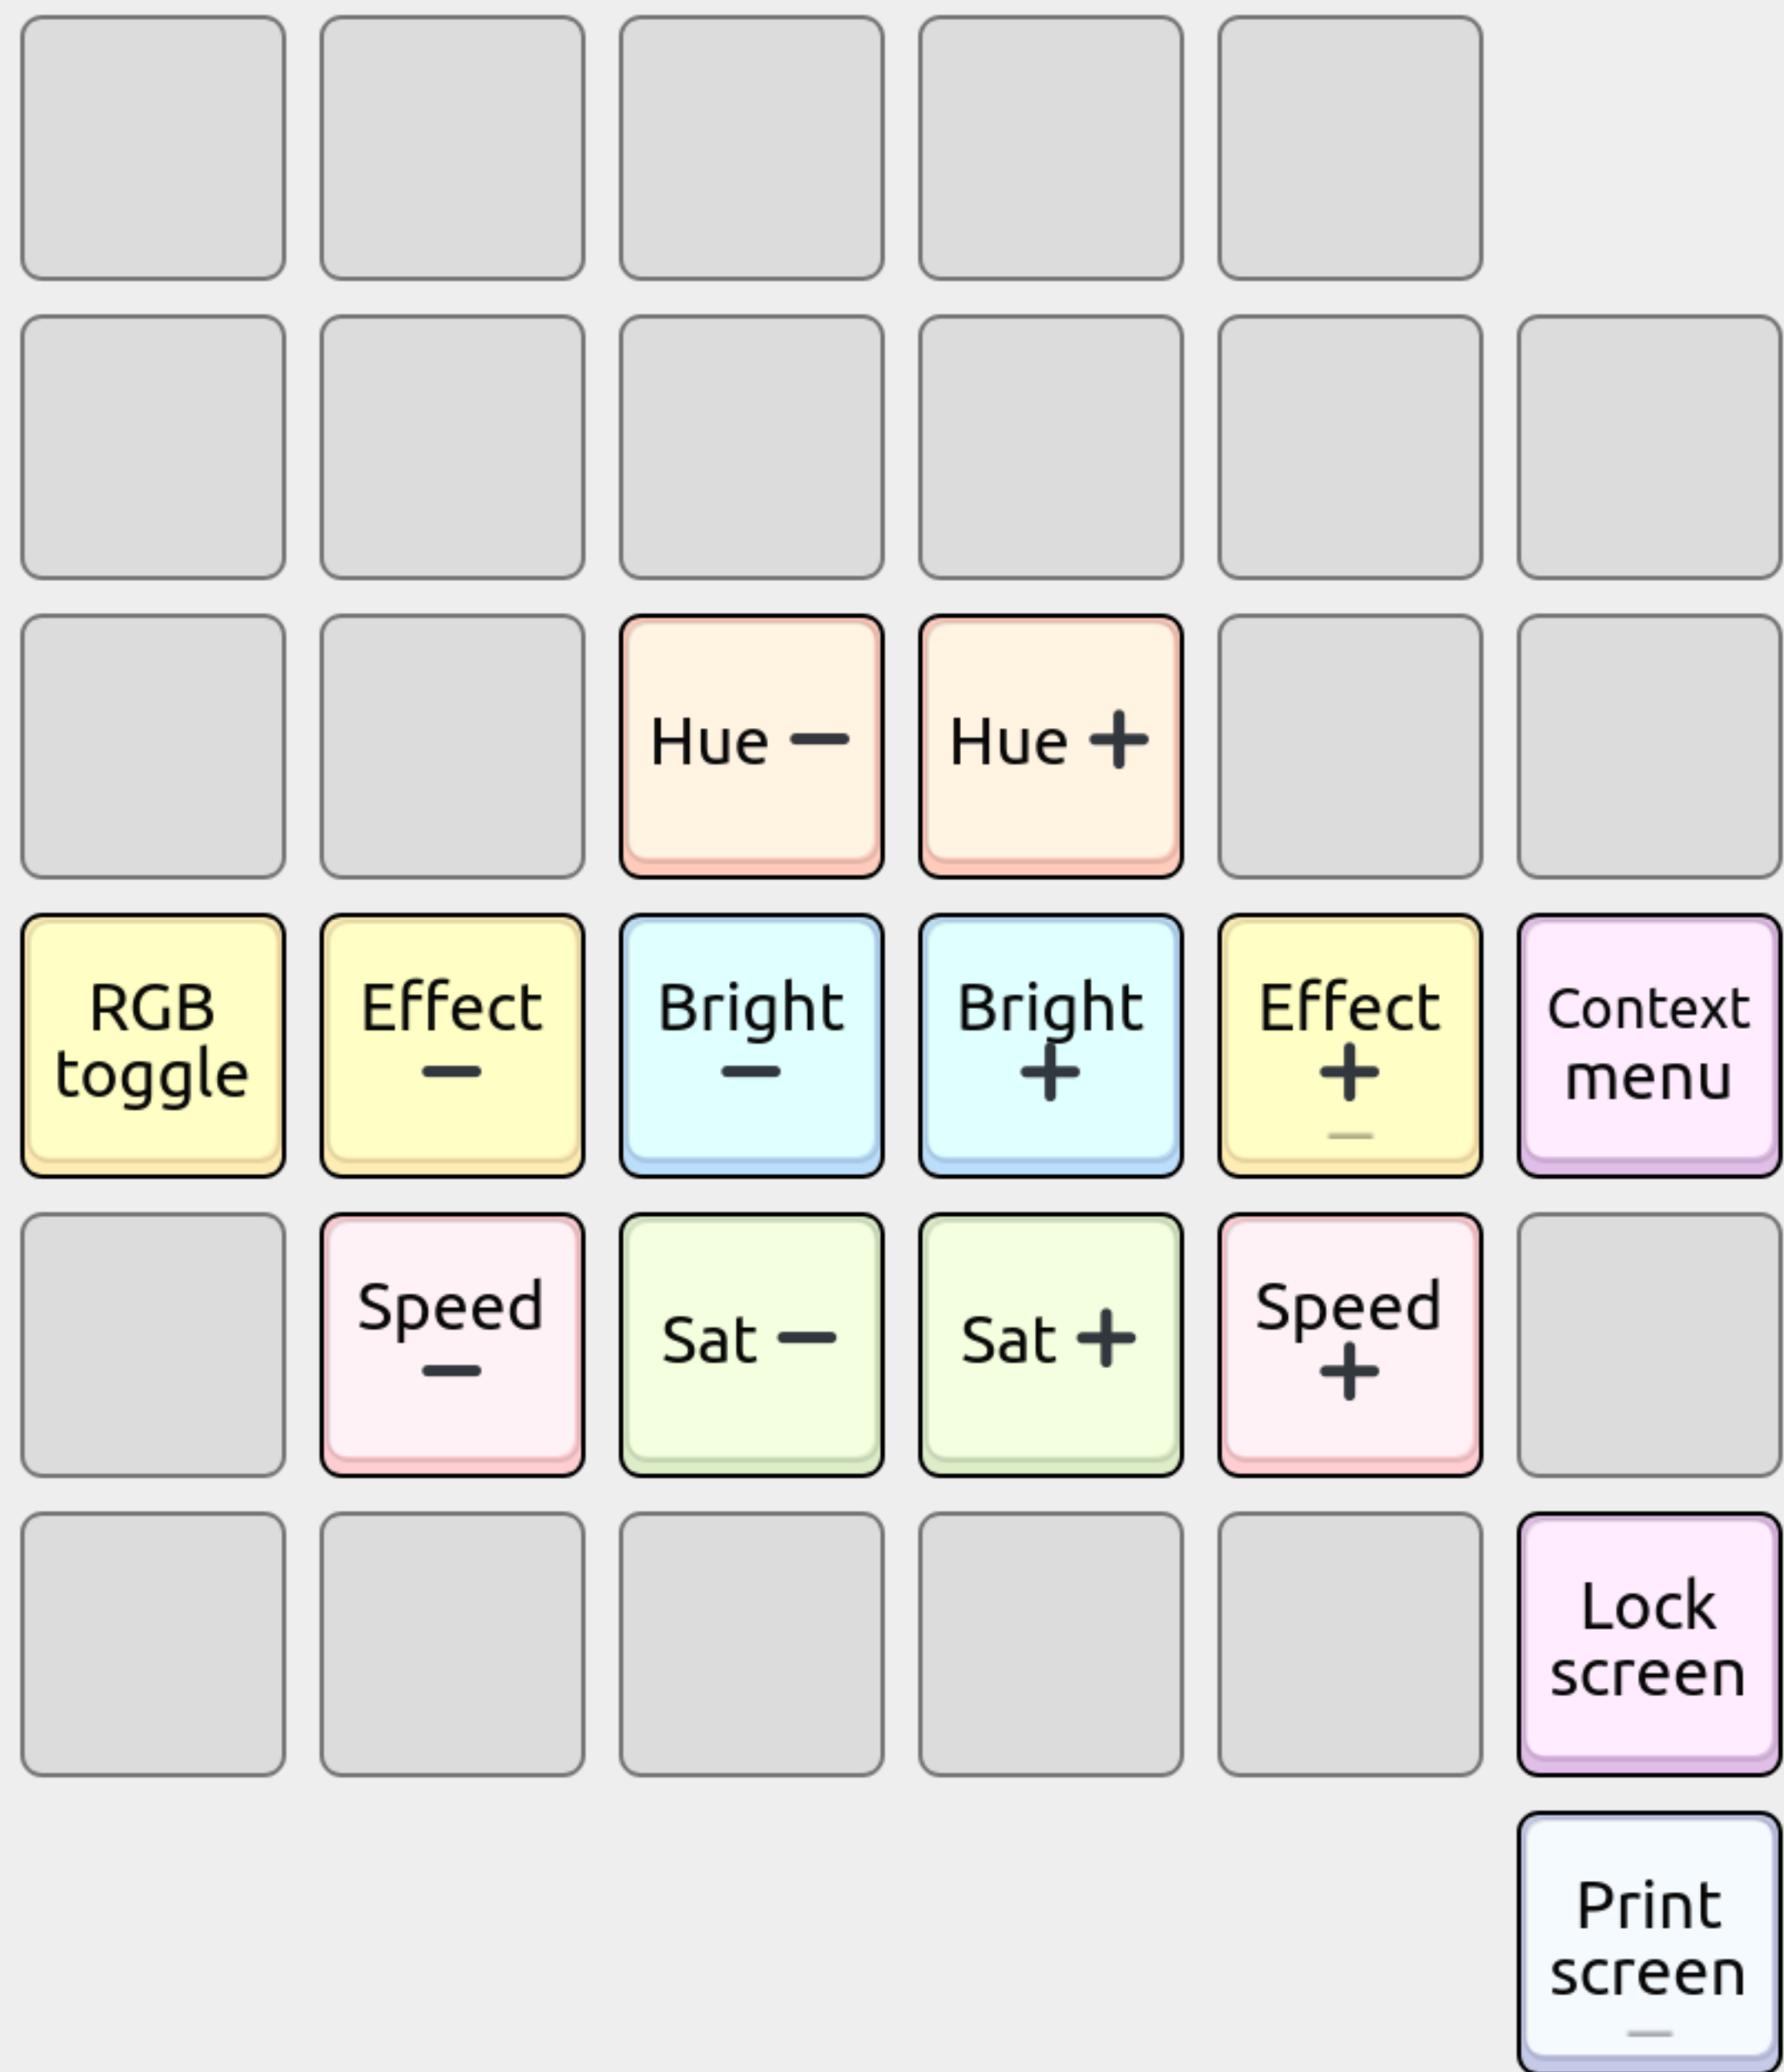 Hue −
Hue +
RGB
toggle
Effect
−
Bright
−
Bright
+
Effect
+
Context
menu
Speed
−
Sat −
Sat +
Speed
+
Lock
screen
Print
screen